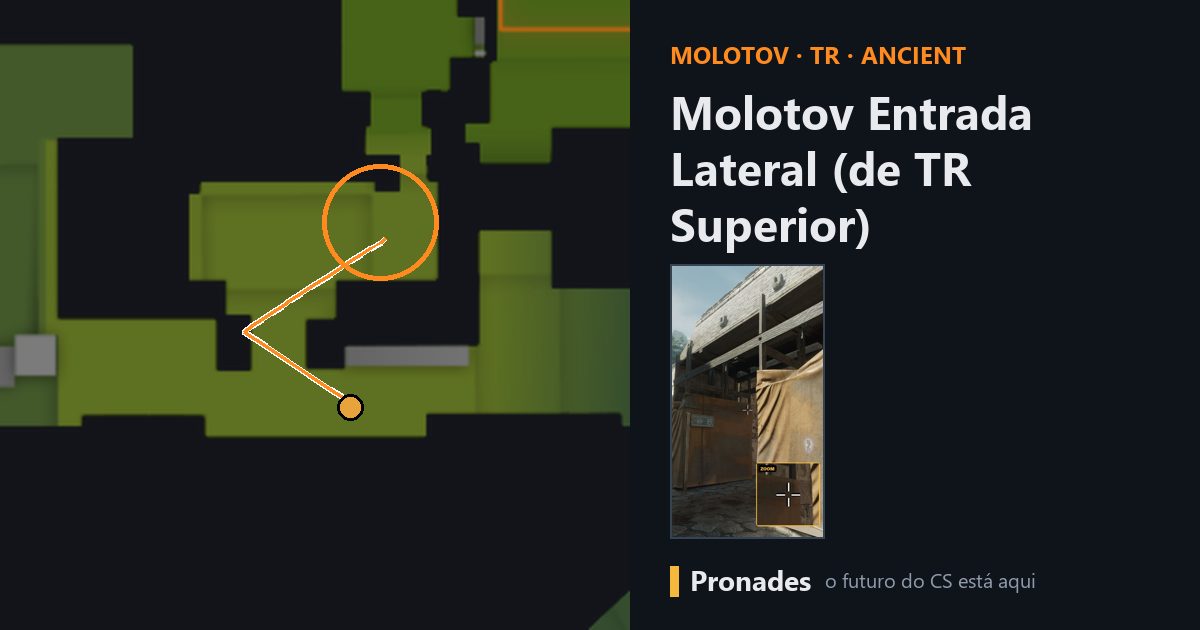 MOLOTOV · TR · ANCIENT
Molotov Entrada
Lateral (de TR
Superior)
ZOOM
Pronades o futuro do CS está aqui